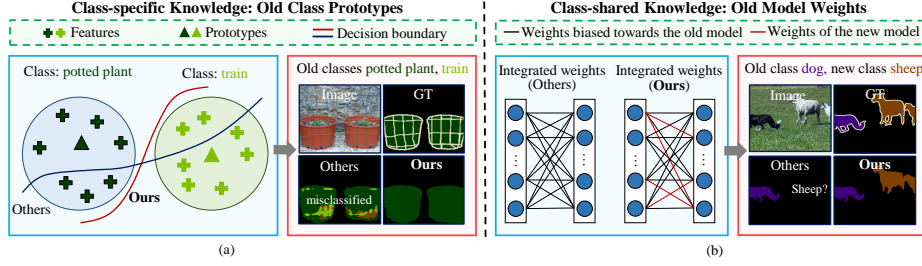 Class-specific Knowledge: Old Class Prototypes
Features
Prototypes
Decision boundary
Class: potted plant
Class: train
Others
Ours
Old classes potted plant, train
Image
GT
Others
Ours
misclassified
(a)
Class-shared Knowledge: Old Model Weights
Weights biased towards the old model
Weights of the new model
Integrated weights
(Others)
Integrated weights
(Ours)
Old class dog, new class sheep
Image
GT
Others
Ours
Sheep?
(b)